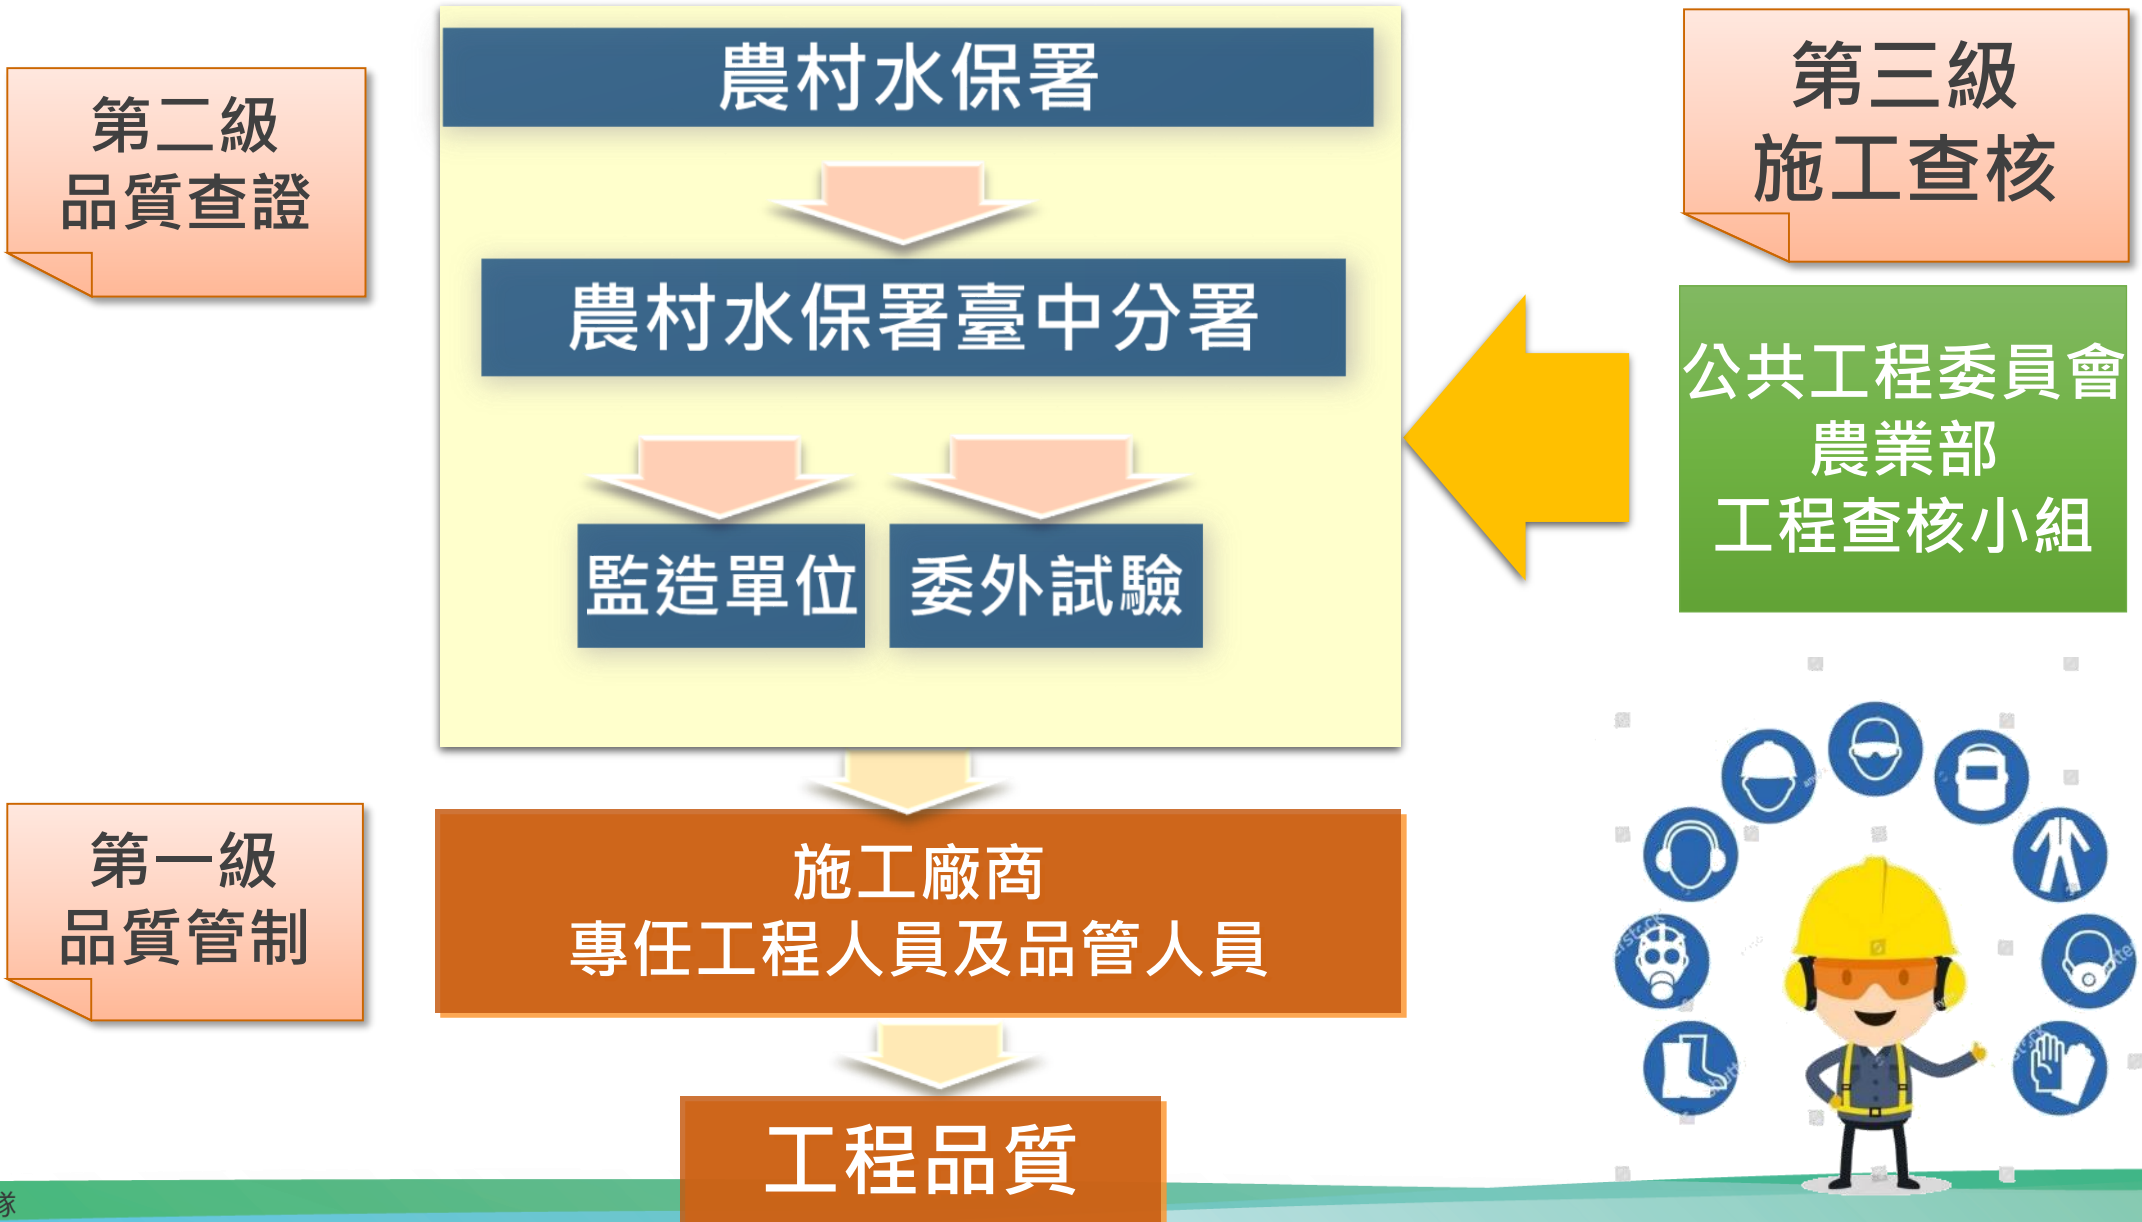 農村水保署
第二級
品質查證
農村水保署臺中分署
監造單位
委外試驗
第三級
施工查核
公共工程委員會
農業部
工程查核小組
第一級
品質管制
施工廠商
專任工程人員及品管人員
工程品質
隊